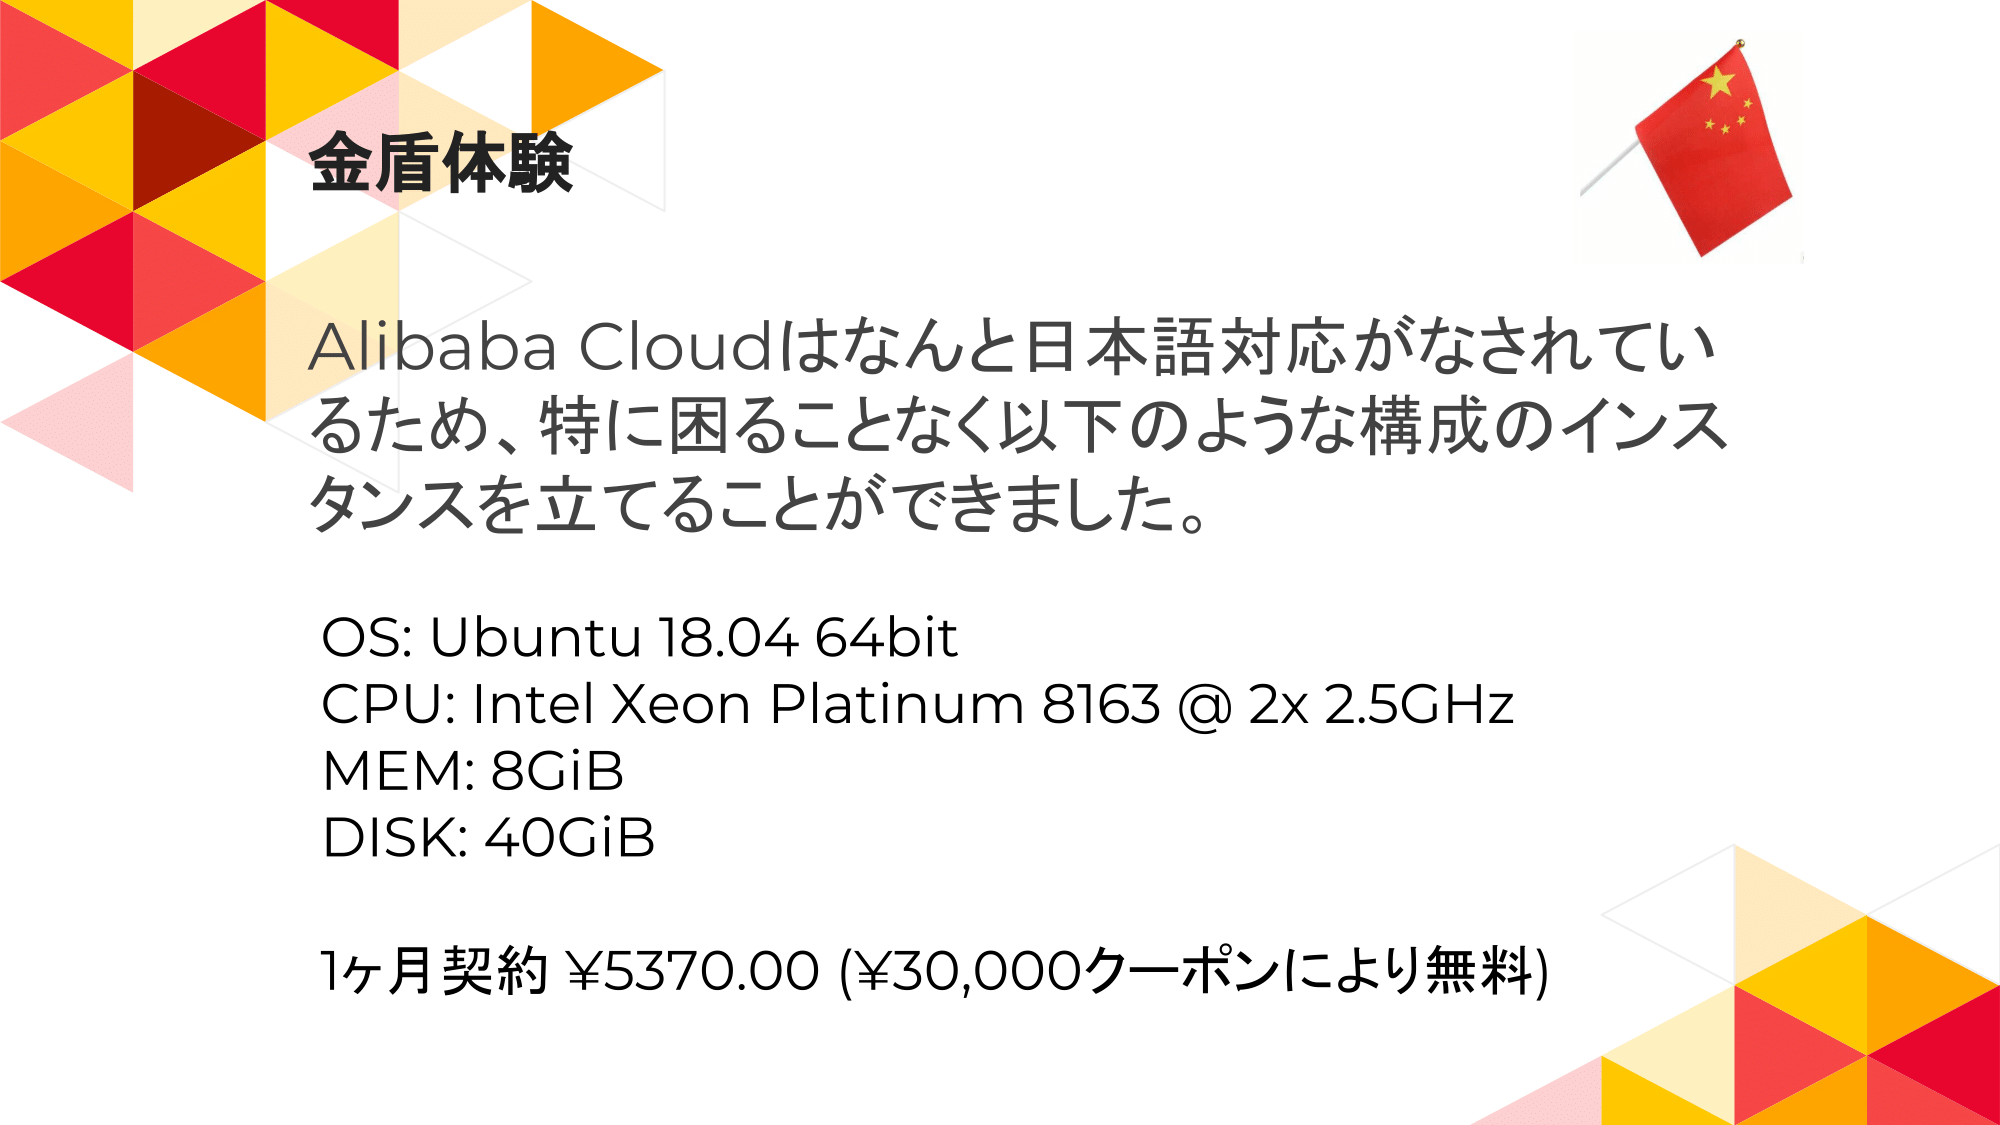 金盾体験
Alibaba Cloudはなんと日本語対応がなされてい
るため、特に困ることなく以下のような構成のインス
タンスを立てることができました。
OS: Ubuntu 18.04 64bit
CPU: Intel Xeon Platinum 8163 @ 2x 2.5GHz
MEM: 8GiB
DISK: 40GiB
1ヶ月契約 ¥5370.00 (¥30,000クーポンにより無料)